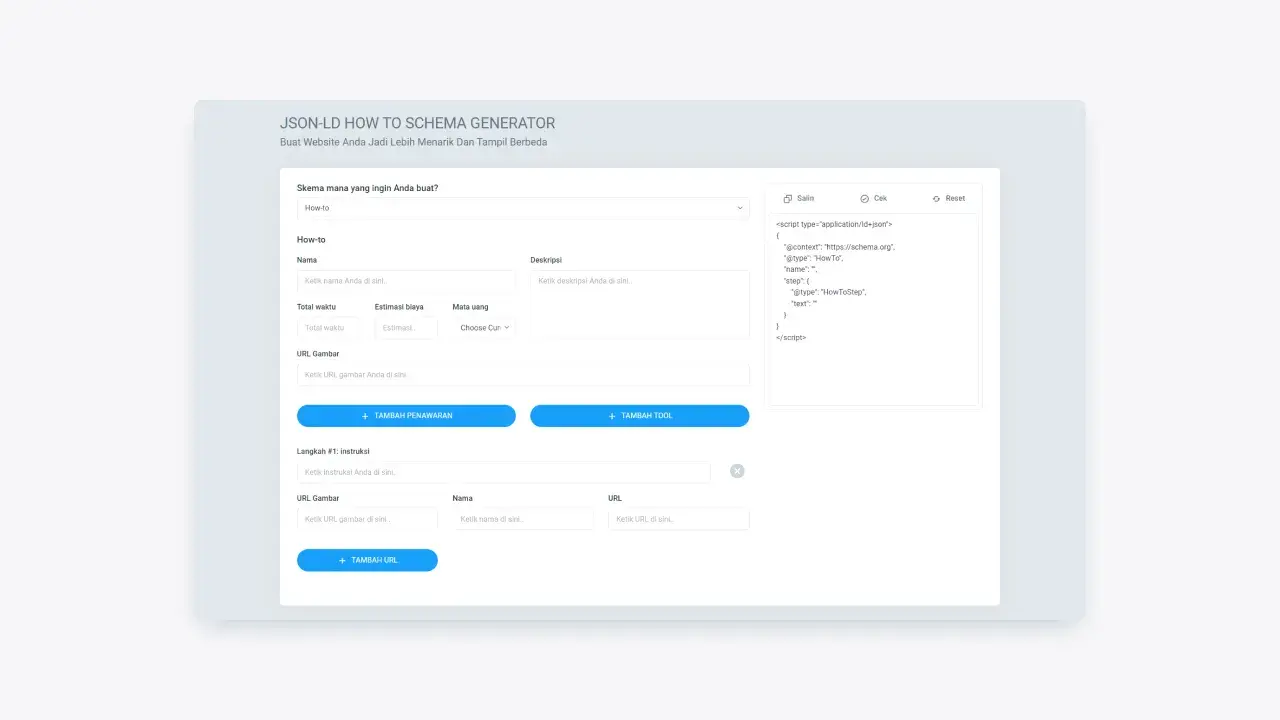 JSON-LD HOW TO SCHEMA GENERATOR
Buat Website Anda Jadi Lebih Menarik Dan Tampil Berbeda
Skema mana yang ingin Anda buat?
How-to
How-to
Nama
Ketik nama Anda di sini..
Deskripsi
Ketik deskripsi Anda di sini..
Total waktu
Total waktu
Estimasi biaya
Estimasi..
Mata uang
Choose Cur
URL Gambar
Ketik URL gambar Anda di sini..
+ TAMBAH PENAWARAN
+ TAMBAH TOOL
Langkah #1: instruksi
Ketik Instruksi Anda di sini..
URL Gambar
Ketik URL gambar di sini..
Nama
Ketik nama di sini..
URL
Ketik URL di sini..
+ TAMBAH URL
Salin
Cek
Reset
<script type="application/ld+json">
{
"@context": "https://schema.org",
"@type": "HowTo",
"name": "",
"step": {
"@type": "HowToStep",
"text": ""
}
}
</script>